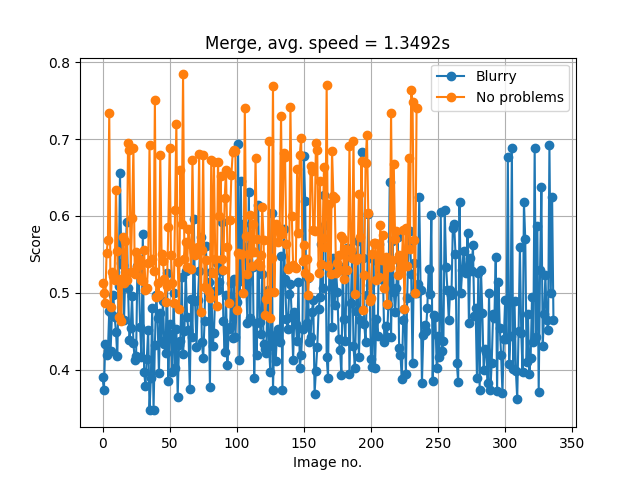 Merge, avg. speed = 1.3492s
Blurry
No problems
0.8
0.7
0.6
0.5
0.4
Score
0 50 100 150 200 250 300 350
Image no.